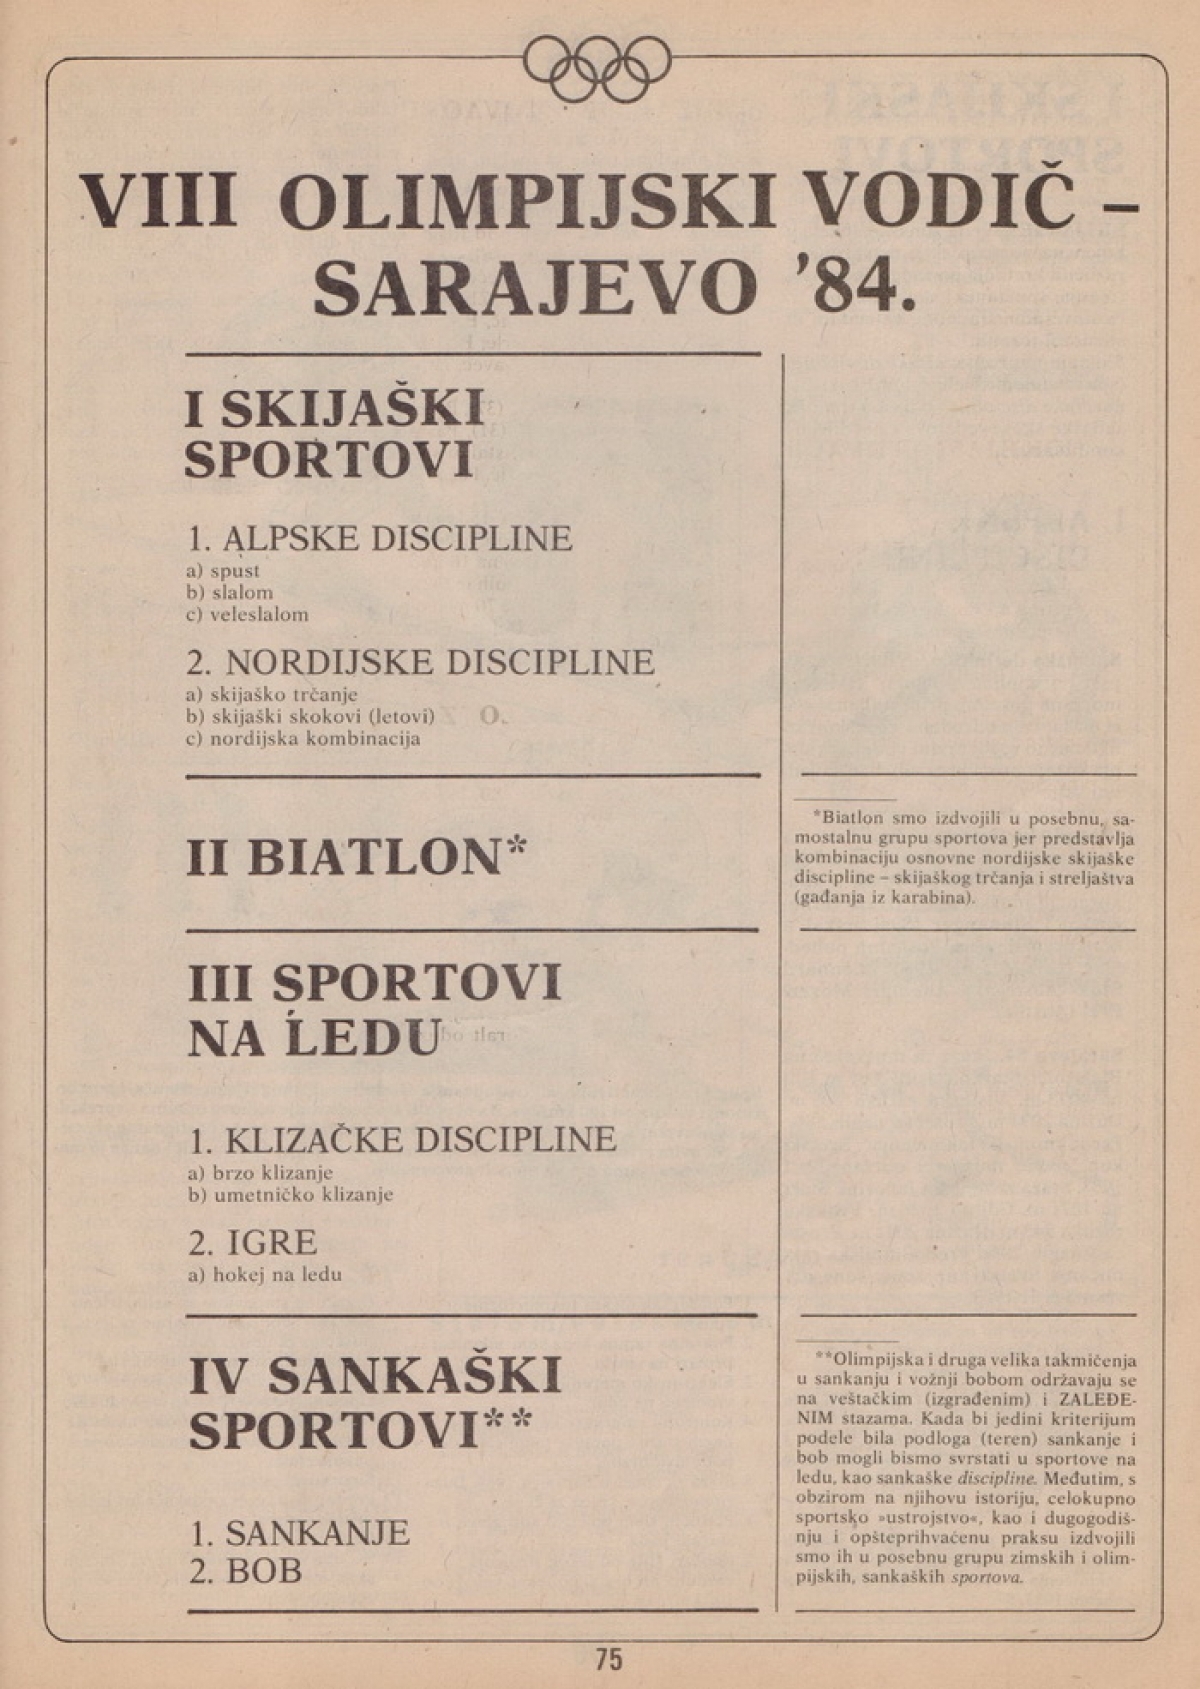 VIII OLIMPIJSKI VODIČ –
SARAJEVO '84.
I SKIJAŠKI
SPORTOVI
1. ALPSKE DISCIPLINE
a) spust
b) slalom
c) veleslalom
2. NORDIJSKE DISCIPLINE
a) skijaško trčanje
b) skijaški skokovi (letovi)
c) nordijska kombinacija
II BIATLON*
*Biatlon smo izdvojili u posebnu, sa-
mostalnu grupu sportova jer predstavlja
kombinaciju osnovne nordijske skijaške
discipline – skijaškog trčanja i streljaštva
(gađanja iz karabina).
III SPORTOVI
NA LEDU
1. KLIZAČKE DISCIPLINE
a) brzo klizanje
b) umetničko klizanje
2. IGRE
a) hokej na ledu
IV SANKAŠKI
SPORTOVI**
1. SANKANJE
2. BOB
**Olimpijska i druga velika takmičenja
u sankanju i vožnji bobom održavaju se
na veštačkim (izgrađenim) i ZALEĐE-
NIM stazama. Kada bi jedini kriterijum
podele bila podloga (teren) sankanje i
bob mogli bismo svrstati u sportove na
ledu, kao sankaške discipline. Međutim, s
obzirom na njihovu istoriju, celokupno
sportsko »ustrojstvo«, kao i dugogodiš-
nju i opšteprihvaćenu praksu izdvojili
smo ih u posebnu grupu zimskih i olim-
pijskih, sankaških sportova.
75